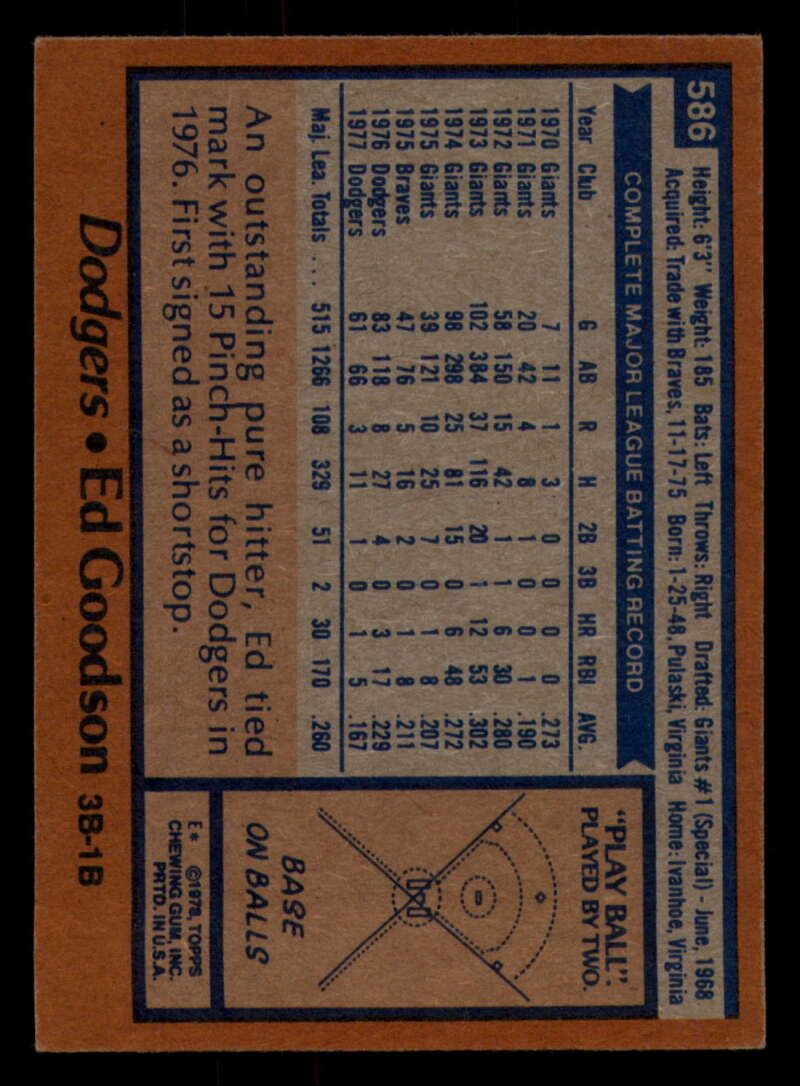 586
Height: 6'3" Weight: 185 Bats: Left Throws: Right Drafted: Giants #1 (Special) - June, 1968
Acquired: Trade with Braves, 11-17-75 Born: 1-25-48, Pulaski, Virginia Home: Ivanhoe, Virginia
COMPLETE MAJOR LEAGUE BATTING RECORD
Year Club G AB R H 2B 3B HR RBI AVG.
1970 Giants 7 11 1 3 0 0 0 0 .273
1971 Giants 20 42 4 8 1 0 0 1 .190
1972 Giants 58 150 15 42 1 1 6 30 .280
1973 Giants 102 384 37 116 20 1 12 53 .302
1974 Giants 98 298 25 81 15 0 6 48 .272
1975 Giants 39 121 10 25 7 0 1 8 .207
1975 Braves 47 76 5 16 2 0 1 8 .211
1976 Dodgers 83 118 8 27 4 0 3 17 .229
1977 Dodgers 61 66 3 11 1 0 1 5 .167
Maj. Lea. Totals ... 515 1266 108 329 51 2 30 170 .260
An outstanding pure hitter, Ed tied
mark with 15 Pinch-Hits for Dodgers in
1976. First signed as a shortstop.
"PLAY BALL":
PLAYED BY TWO.
BASE
ON BALLS
E* ©1978, TOPPS
CHEWING GUM, INC.
PRTD. IN U.S.A.
Dodgers • Ed Goodson 3B-1B